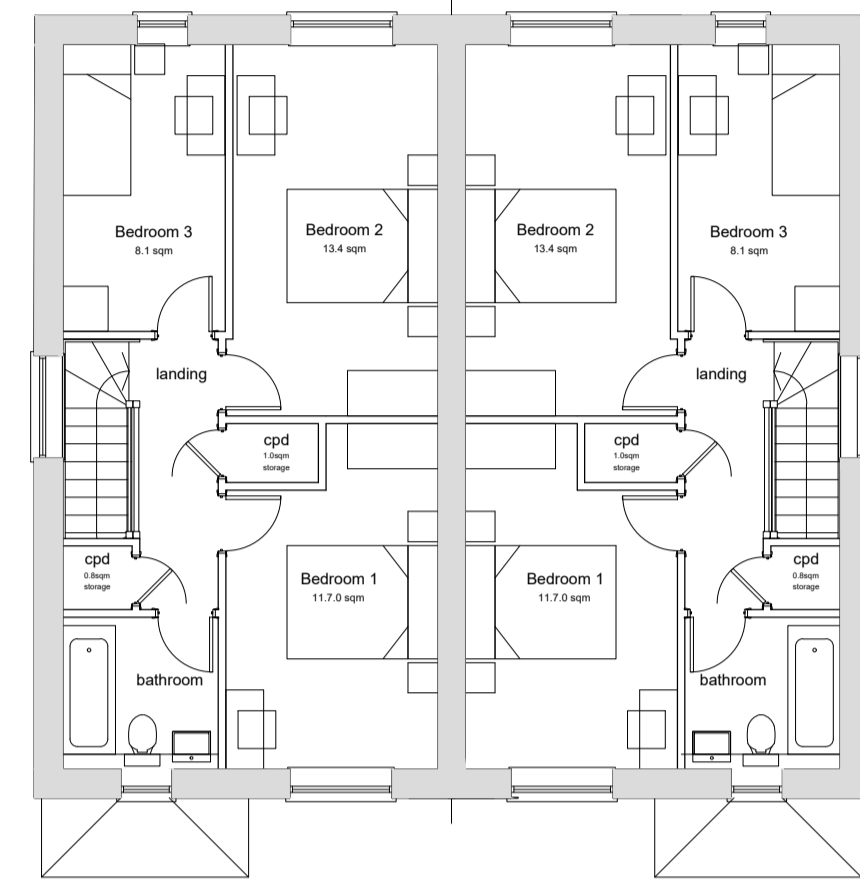 Bedroom 3
8.1 sqm
Bedroom 2
13.4 sqm
Bedroom 2
13.4 sqm
Bedroom 3
8.1 sqm
landing
landing
cpd
1.0sqm
storage
cpd
1.0sqm
storage
cpd
0.8sqm
storage
Bedroom 1
11.7.0 sqm
Bedroom 1
11.7.0 sqm
cpd
0.8sqm
storage
bathroom
bathroom